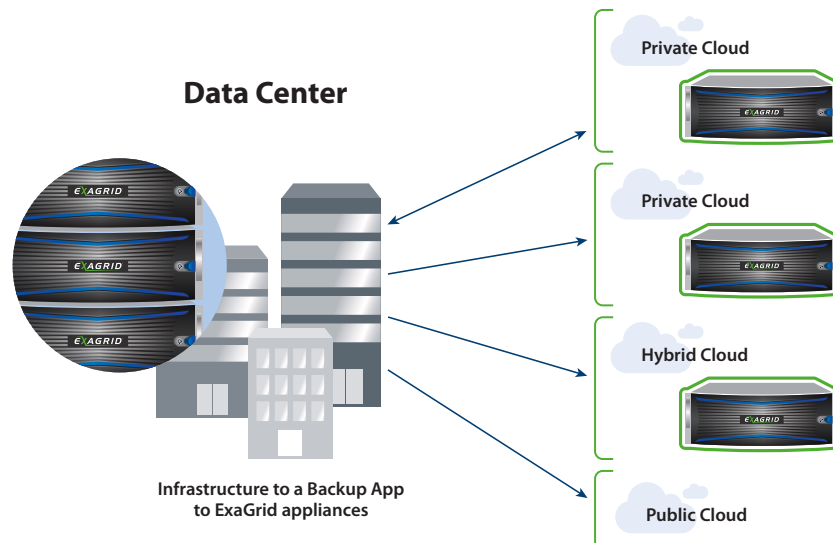 Data Center
EXAGRID
EXAGRID
EXAGRID
Infrastructure to a Backup App
to ExaGrid appliances
Private Cloud
EXAGRID
Private Cloud
EXAGRID
Hybrid Cloud
EXAGRID
Public Cloud